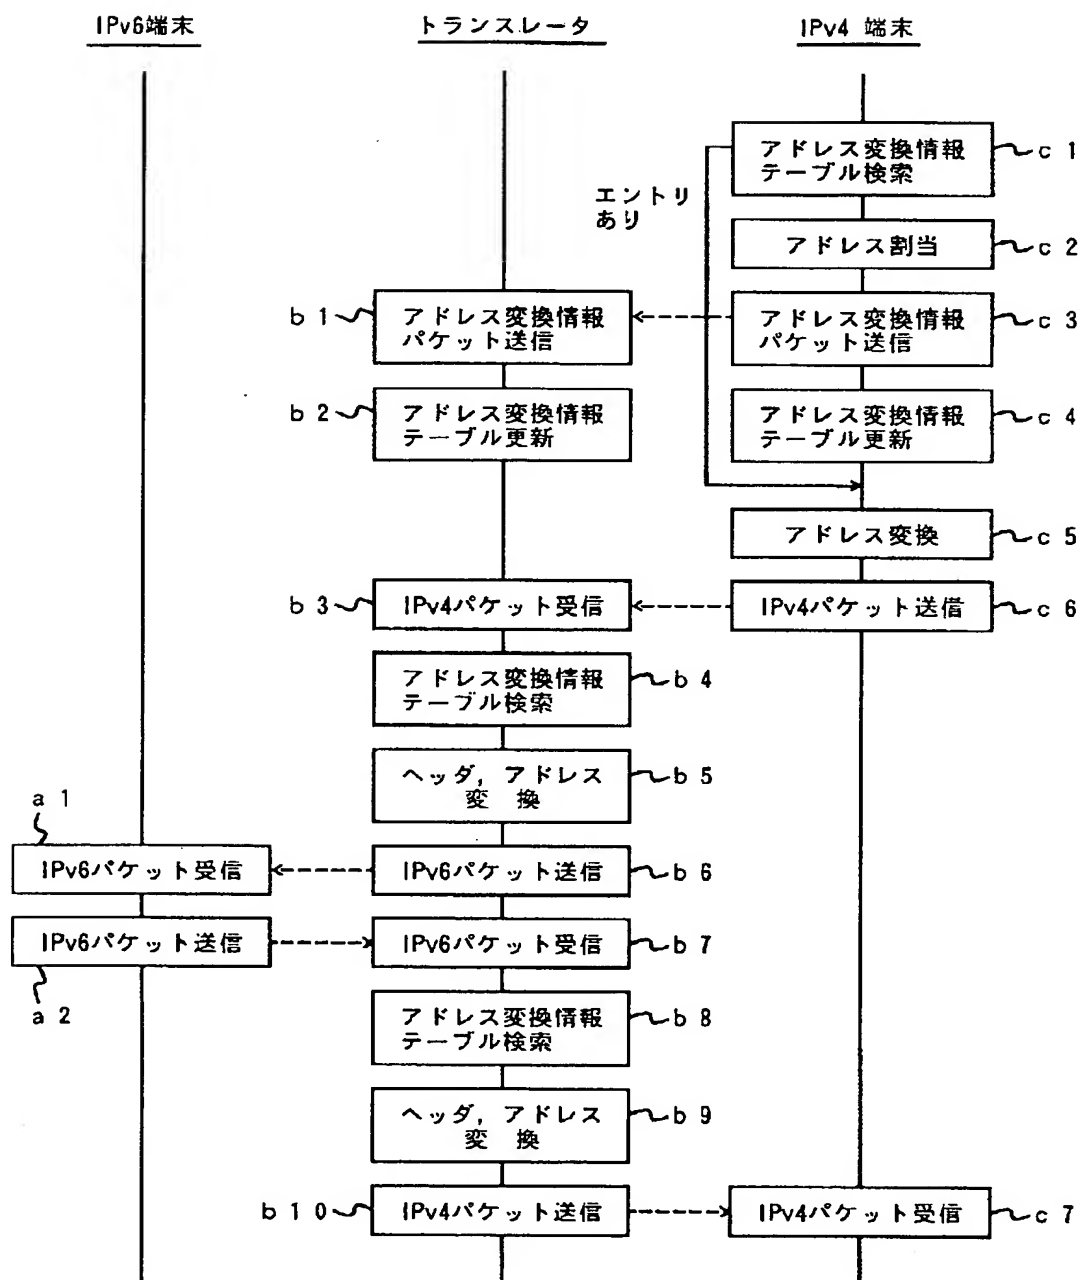 IPv6端末
トランスレータ
IPv4 端末
アドレス変換情報
テーブル検索
c 1
エントリ
あり
アドレス割当
c 2
b 1
アドレス変換情報
パケット送信
アドレス変換情報
パケット送信
c 3
b 2
アドレス変換情報
テーブル更新
アドレス変換情報
テーブル更新
c 4
アドレス変換
c 5
b 3
IPv4パケット受信
IPv4パケット送信
c 6
アドレス変換情報
テーブル検索
b 4
ヘッダ, アドレス
変 換
b 5
a 1
IPv6パケット受信
IPv6パケット送信
b 6
IPv6パケット送信
IPv6パケット受信
b 7
a 2
アドレス変換情報
テーブル検索
b 8
ヘッダ, アドレス
変 換
b 9
b 1 0
IPv4パケット送信
IPv4パケット受信
c 7